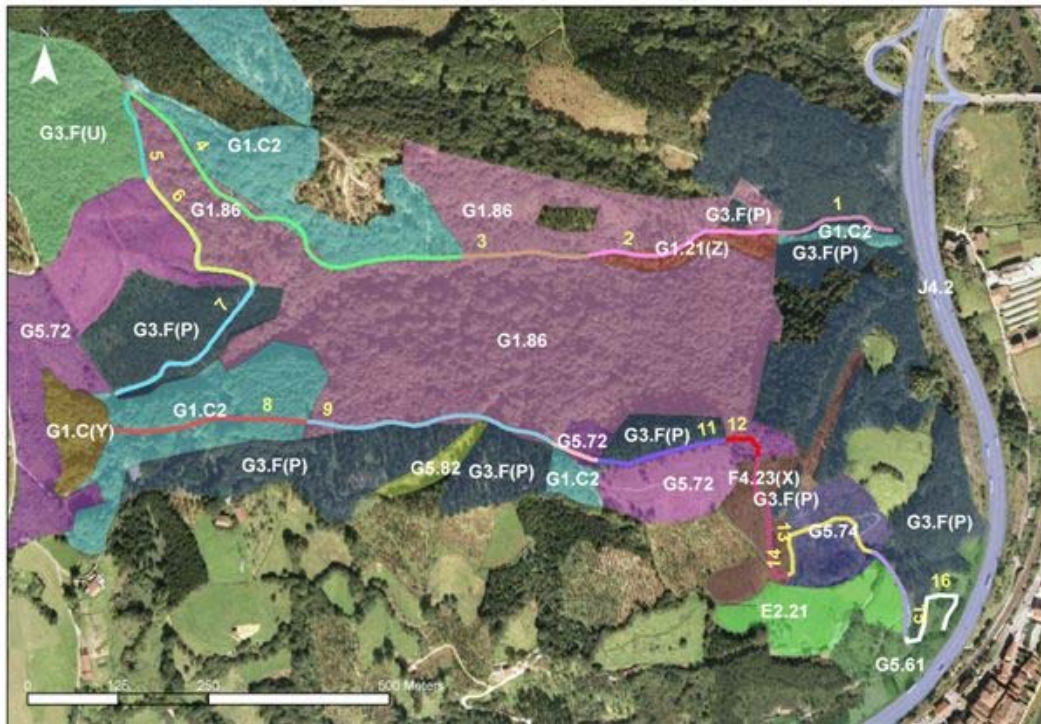 N
G3.F(U)
4
G1.C2
5
6
G1.86
G1.86
G3.F(P)
1
3
2
G1.21(Z)
G1.C2
G3.F(P)
J4.2
7
G3.F(P)
G5.72
G1.86
G1.C2
8
9
G1.C(Y)
G5.72
G3.F(P)
11
12
G3.F(P)
G5.82
G3.F(P)
G1.C2
G5.72
F4.23(X)
G3.F(P)
13
G5.74
G3.F(P)
14
E2.21
16
15
G5.61
0 125 250 500 Meters